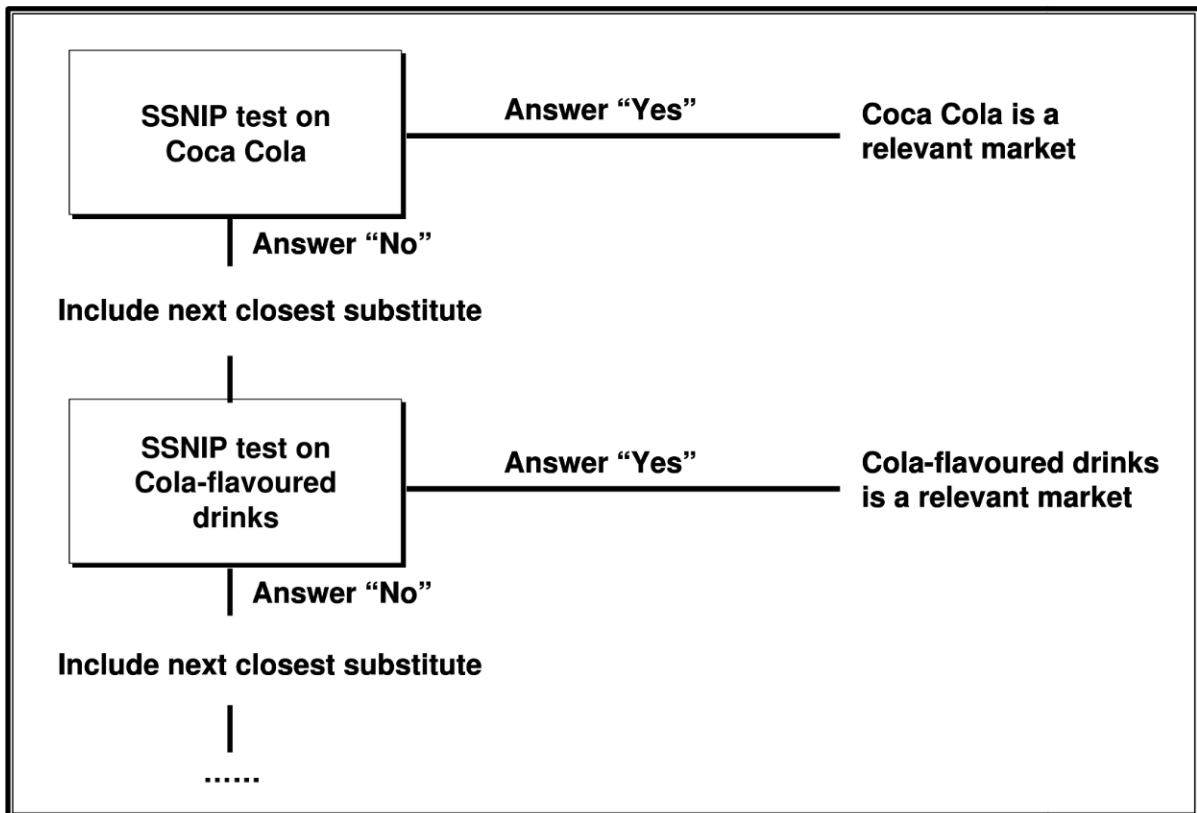 SSNIP test on
Coca Cola
Answer “Yes”
Coca Cola is a
relevant market
Answer “No”
Include next closest substitute
SSNIP test on
Cola-flavoured
drinks
Answer “Yes”
Cola-flavoured drinks
is a relevant market
Answer “No”
Include next closest substitute
......